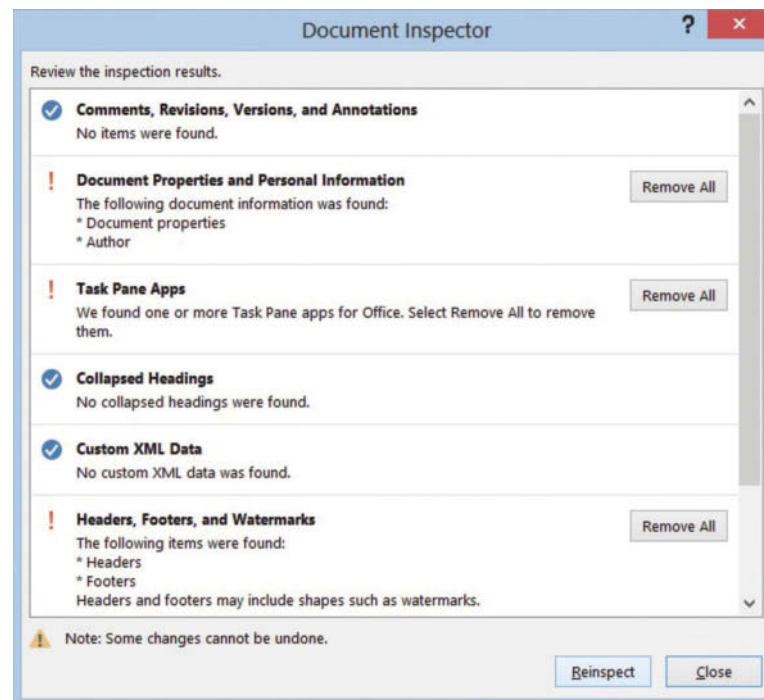 Document Inspector
?
Review the inspection results.
Comments, Revisions, Versions, and Annotations
No items were found.
! Document Properties and Personal Information
Remove All
The following document information was found:
* Document properties
* Author
! Task Pane Apps
Remove All
We found one or more Task Pane apps for Office. Select Remove All to remove
them.
Collapsed Headings
No collapsed headings were found.
Custom XML Data
No custom XML data was found.
! Headers, Footers, and Watermarks
Remove All
The following items were found:
* Headers
* Footers
Headers and footers may include shapes such as watermarks.
Note: Some changes cannot be undone.
Reinspect
Close